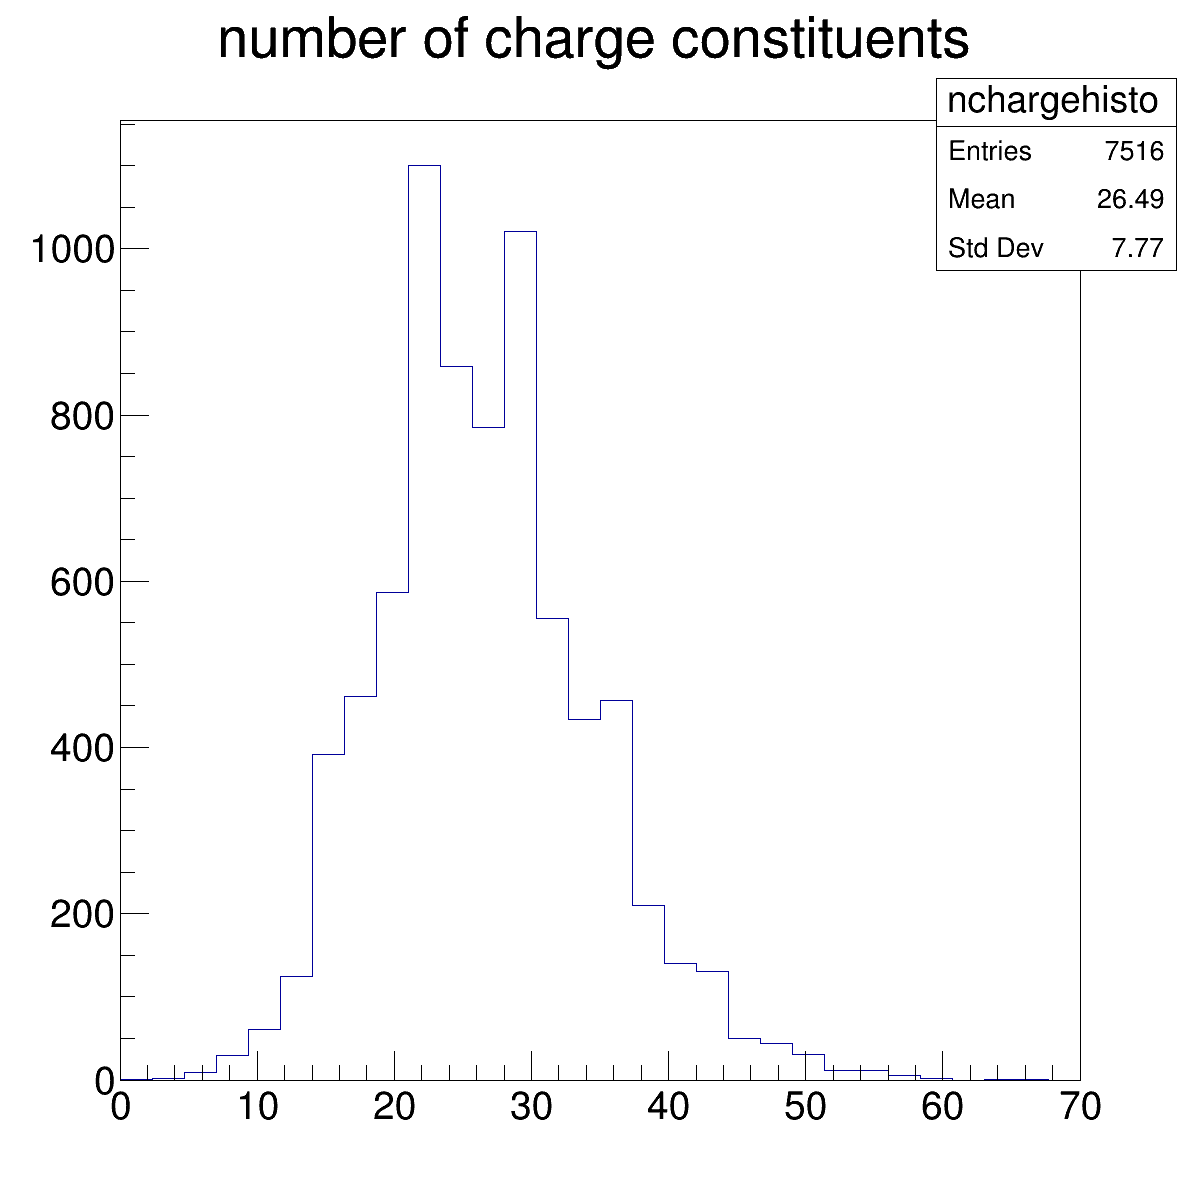 number of charge constituents
nchargehisto
Entries 7516
Mean 26.49
Std Dev 7.77
1000
800
600
400
200
0
0 10 20 30 40 50 60 70